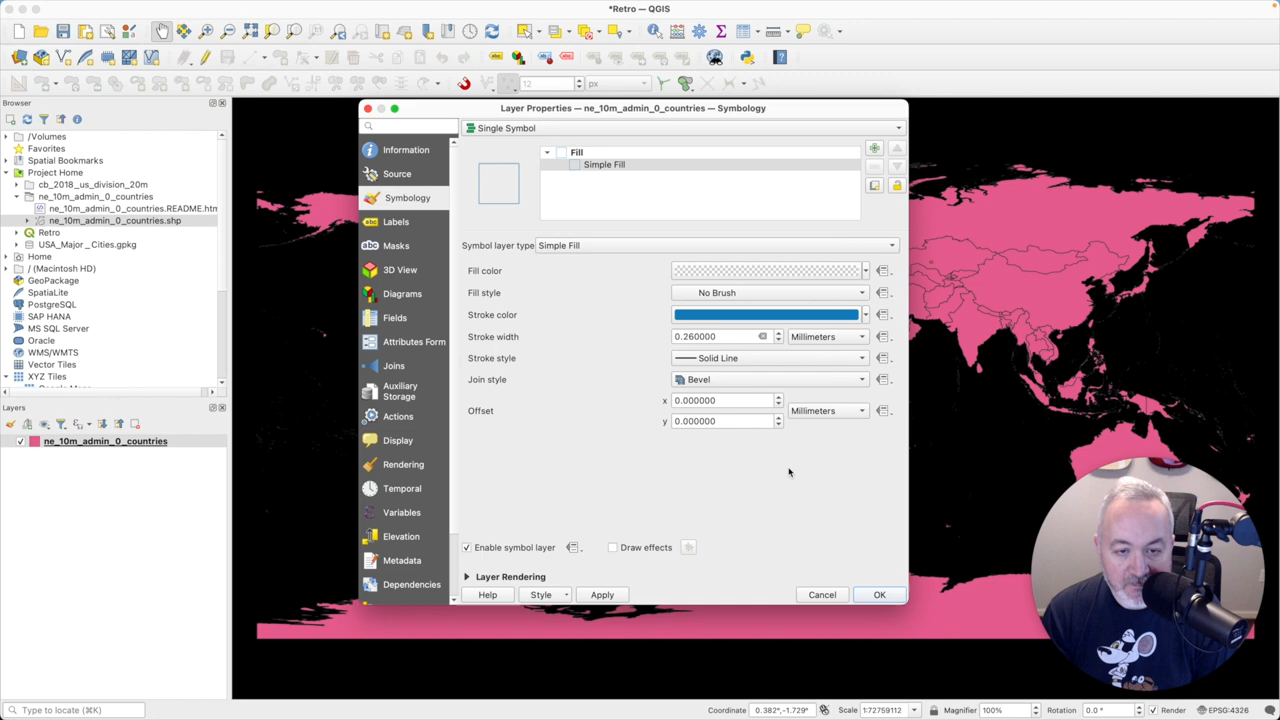 *Retro — QGIS
12
px
Browser
/Volumes
Favorites
Spatial Bookmarks
Project Home
cb_2018_us_division_20m
ne_10m_admin_0_countries
ne_10m_admin_0_countries.README.htm
ne_10m_admin_0_countries.shp
Retro
USA_Major_Cities.gpkg
Home
/ (Macintosh HD)
GeoPackage
SpatiaLite
PostgreSQL
SAP HANA
MS SQL Server
Oracle
WMS/WMTS
Vector Tiles
XYZ Tiles
Layers
ne_10m_admin_0_countries
Layer Properties — ne_10m_admin_0_countries — Symbology
Information
Source
Symbology
Labels
Masks
3D View
Diagrams
Fields
Attributes Form
Joins
Auxiliary
Storage
Actions
Display
Rendering
Temporal
Variables
Elevation
Metadata
Dependencies
Single Symbol
Fill
Simple Fill
Symbol layer type Simple Fill
Fill color
Fill style No Brush
Stroke color
Stroke width 0.260000 Millimeters
Stroke style Solid Line
Join style Bevel
x 0.000000
Offset Millimeters
y 0.000000
Enable symbol layer Draw effects
Layer Rendering
Help Style Apply Cancel OK
Type to locate (⌘K) Coordinate 0.382°,-1.729° Scale 1:72759112 Magnifier 100% Rotation 0.0 ° Render EPSG:4326